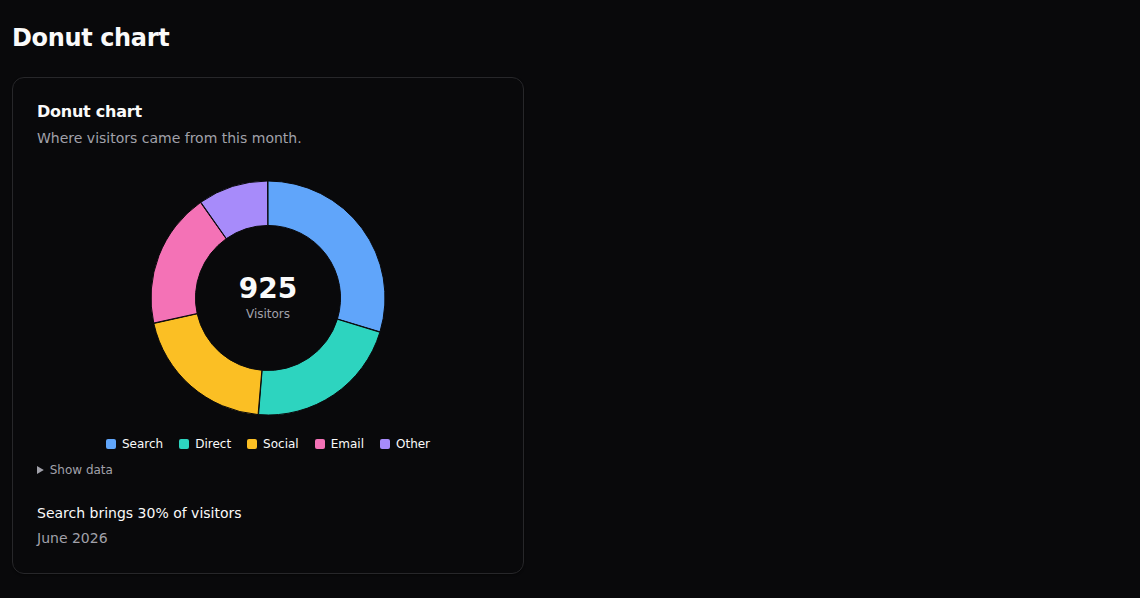 Donut chart
Donut chart
Where visitors came from this month.
925
Visitors
Search Direct Social Email Other
Show data
Search brings 30% of visitors
June 2026